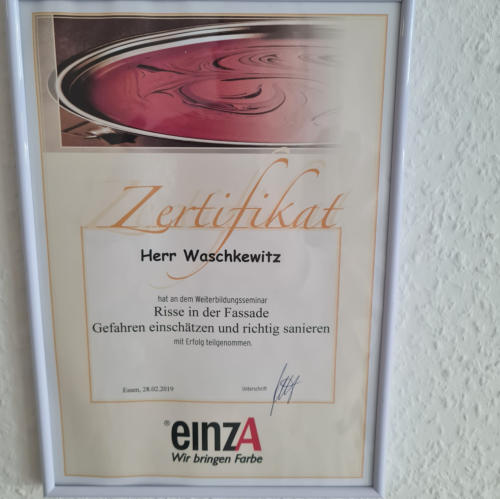 Zertifikat
Herr Waschkewitz
hat an dem Weiterbildungsseminar
Risse in der Fassade
Gefahren einschätzen und richtig sanieren
mit Erfolg teilgenommen.
Essen, 28.02.2019 Unterschrift
®einzA
Wir bringen Farbe